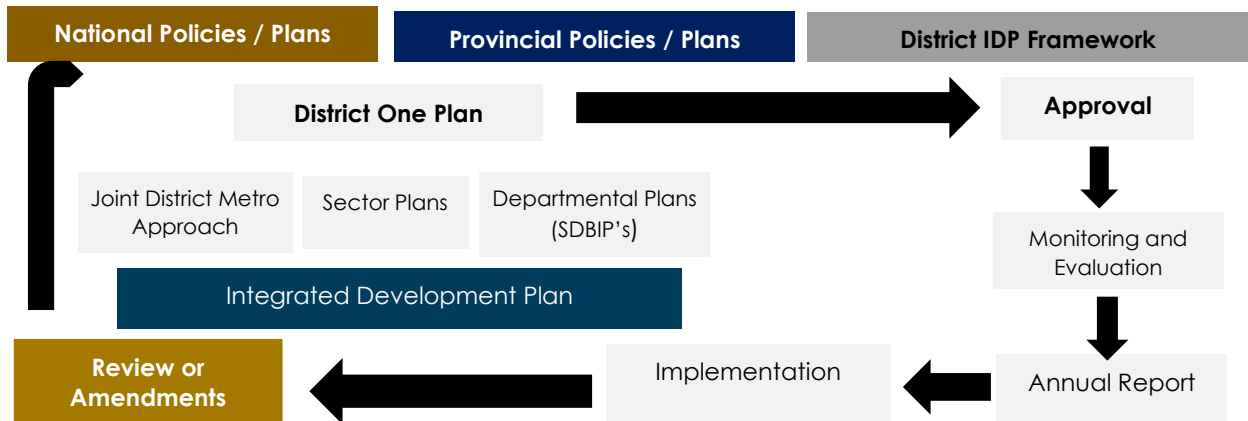 National Policies / Plans
Provincial Policies / Plans
District IDP Framework
District One Plan
Approval
Joint District Metro
Approach
Sector Plans
Departmental Plans
(SDBIP's)
Monitoring and
Evaluation
Integrated Development Plan
Review or
Amendments
Implementation
Annual Report